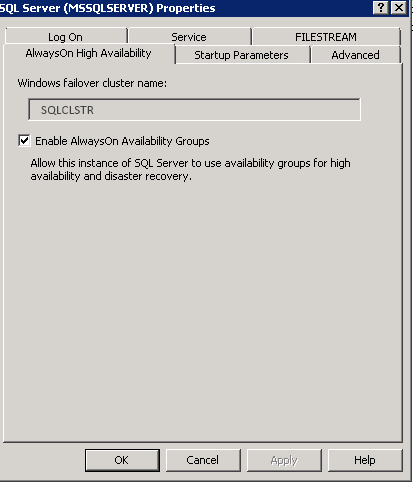 SQL Server (MSSQLSERVER) Properties
Log On
Service
FILESTREAM
AlwaysOn High Availability
Startup Parameters
Advanced
Windows failover cluster name:
SQLCLSTR
Enable AlwaysOn Availability Groups
Allow this instance of SQL Server to use availability groups for high
availability and disaster recovery.
OK
Cancel
Apply
Help